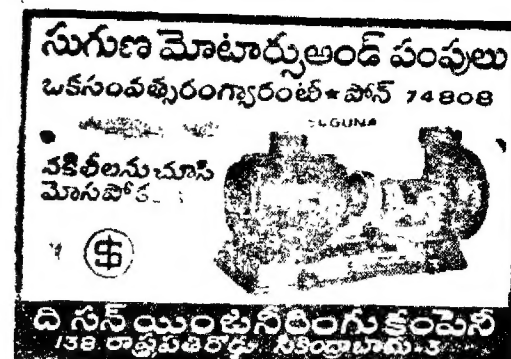 సుగుణ మోటార్సుఅండ్ పంపులు
ఒకసంవత్సరంగ్యారంటీ★ ఫోన్ 74808
SUGUNA
నకిలీలను చూసి
మోసపోక
ది సన్ యింజనీరింగు కంపెనీ
138 రాష్ట్రపతిరోడ్డు సికింద్రాబాదు-3